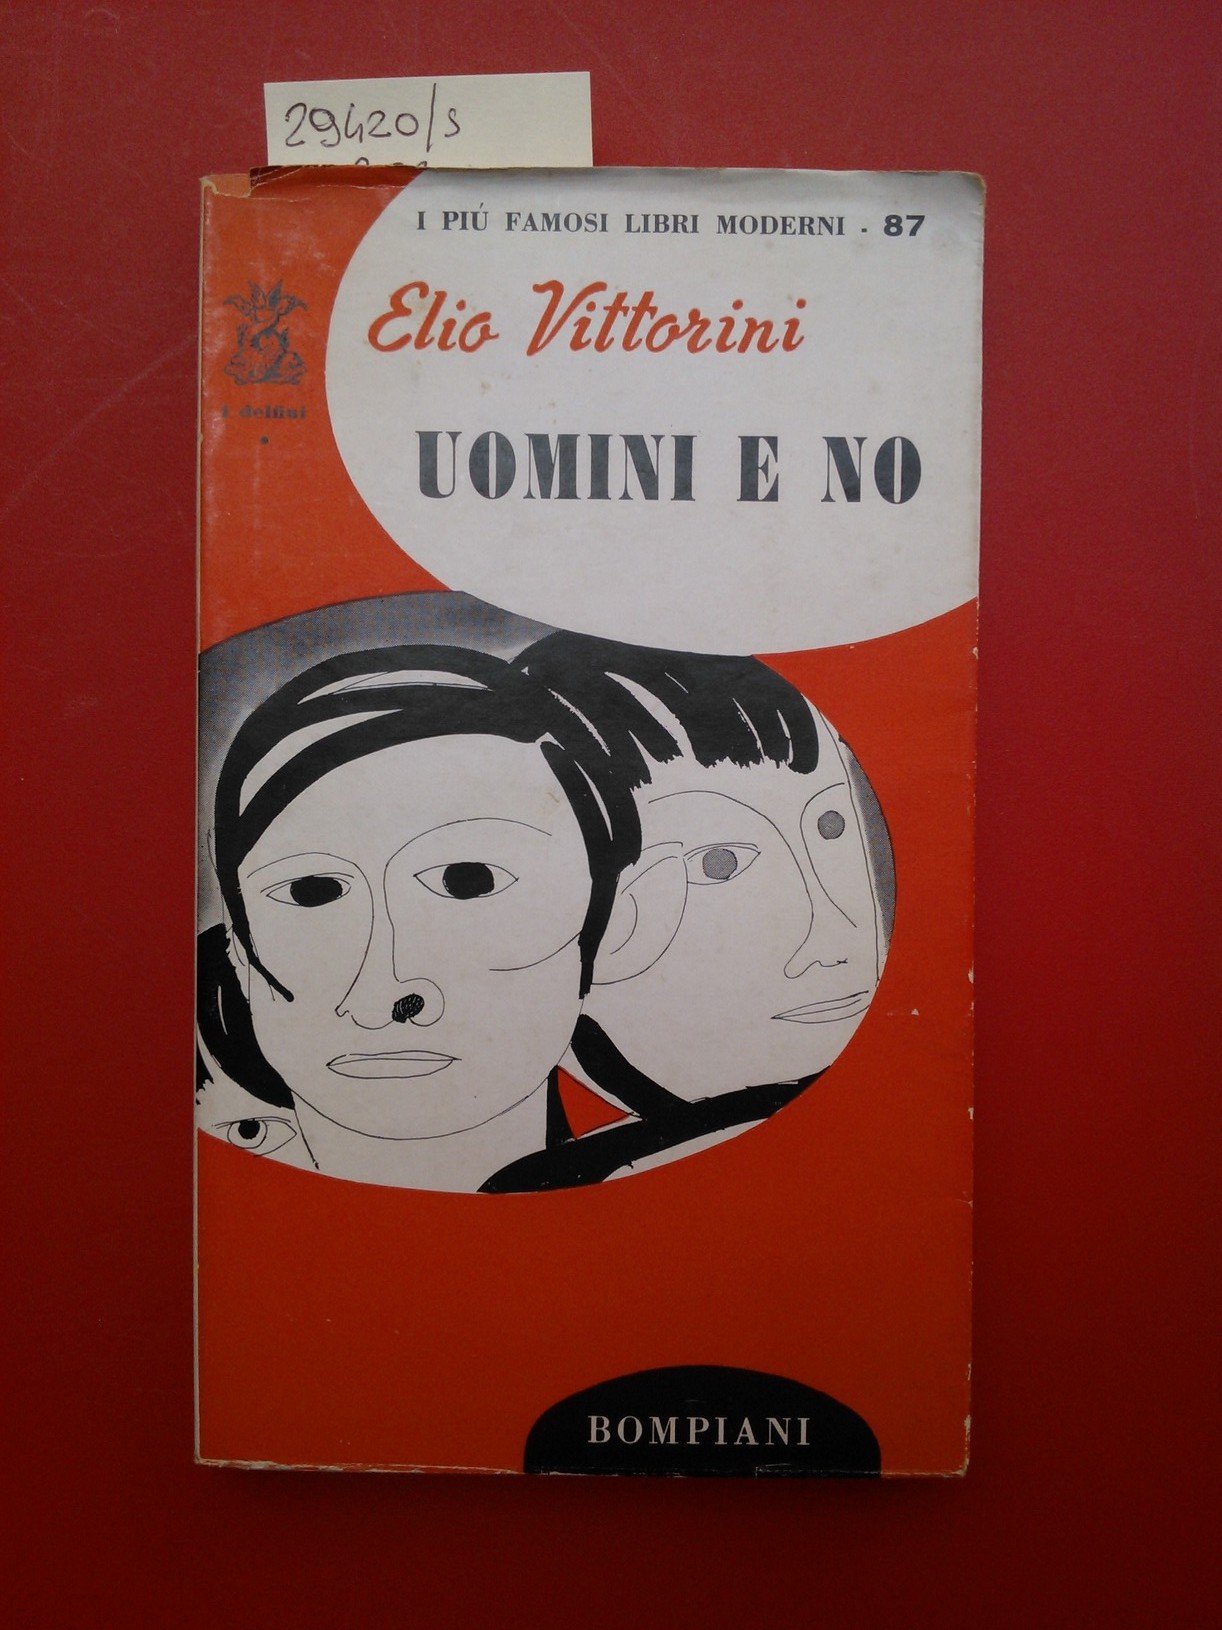 29420/s
I PIÚ FAMOSI LIBRI MODERNI - 87
Elio Vittorini
i delfini
UOMINI E NO
BOMPIANI